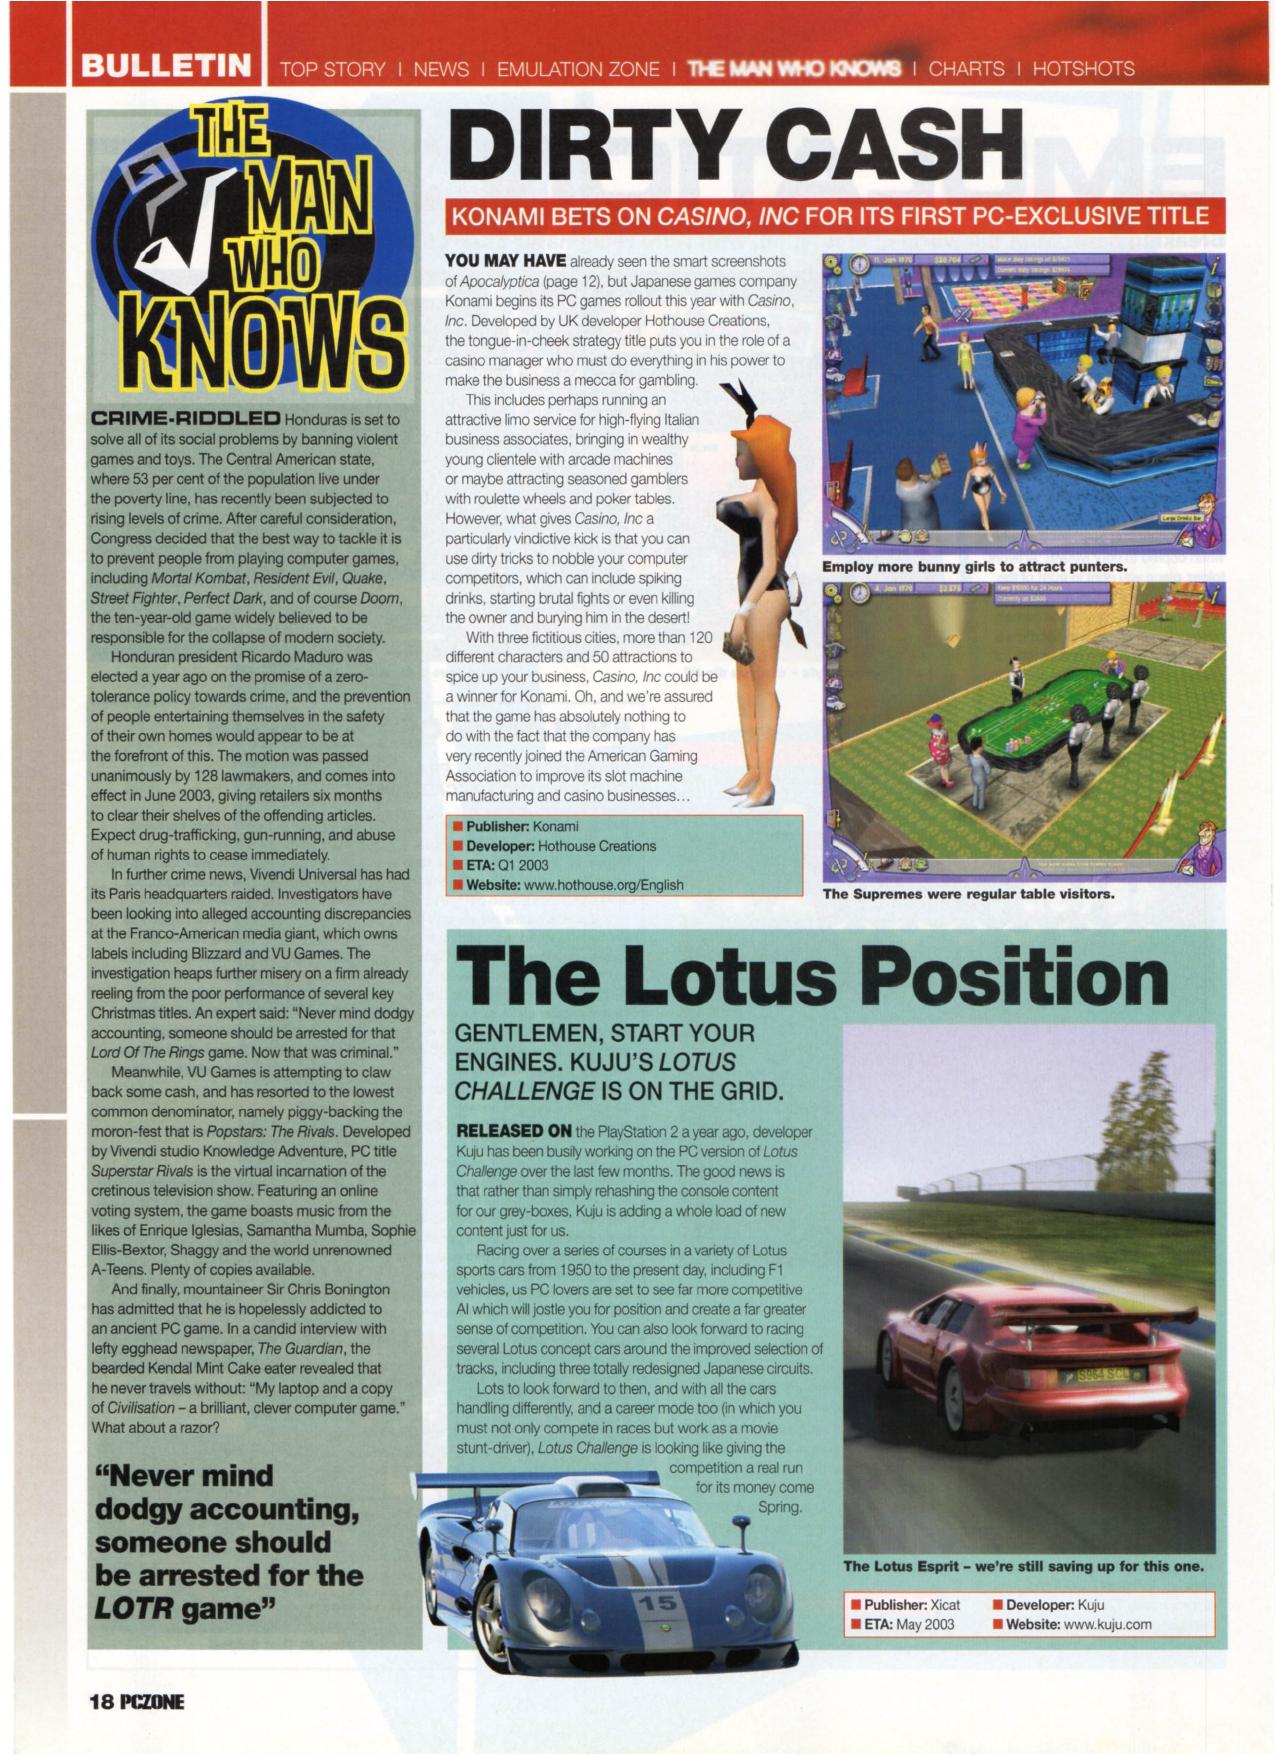 BULLETIN
TOP STORY | NEWS | EMULATION ZONE | THE MAN WHO KNOWS | CHARTS | HOTSHOTS
THE
MAN
WHO
KNOWS
CRIME-RIDDLED Honduras is set to
solve all of its social problems by banning violent
games and toys. The Central American state,
where 53 per cent of the population live under
the poverty line, has recently been subjected to
rising levels of crime. After careful consideration,
Congress decided that the best way to tackle it is
to prevent people from playing computer games,
including Mortal Kombat, Resident Evil, Quake,
Street Fighter, Perfect Dark, and of course Doom,
the ten-year-old game widely believed to be
responsible for the collapse of modern society.
Honduran president Ricardo Maduro was
elected a year ago on the promise of a zero-
tolerance policy towards crime, and the prevention
of people entertaining themselves in the safety
of their own homes would appear to be at
the forefront of this. The motion was passed
unanimously by 128 lawmakers, and comes into
effect in June 2003, giving retailers six months
to clear their shelves of the offending articles.
Expect drug-trafficking, gun-running, and abuse
of human rights to cease immediately.
In further crime news, Vivendi Universal has had
its Paris headquarters raided. Investigators have
been looking into alleged accounting discrepancies
at the Franco-American media giant, which owns
labels including Blizzard and VU Games. The
investigation heaps further misery on a firm already
reeling from the poor performance of several key
Christmas titles. An expert said: “Never mind dodgy
accounting, someone should be arrested for that
Lord Of The Rings game. Now that was criminal.”
Meanwhile, VU Games is attempting to claw
back some cash, and has resorted to the lowest
common denominator, namely piggy-backing the
moron-fest that is Popstars: The Rivals. Developed
by Vivendi studio Knowledge Adventure, PC title
Superstar Rivals is the virtual incarnation of the
cretinous television show. Featuring an online
voting system, the game boasts music from the
likes of Enrique Iglesias, Samantha Mumba, Sophie
Ellis-Bextor, Shaggy and the world unrenowned
A-Teens. Plenty of copies available.
And finally, mountaineer Sir Chris Bonington
has admitted that he is hopelessly addicted to
an ancient PC game. In a candid interview with
lefty egghead newspaper, The Guardian, the
bearded Kendal Mint Cake eater revealed that
he never travels without: “My laptop and a copy
of Civilisation – a brilliant, clever computer game.”
What about a razor?
“Never mind
dodgy accounting,
someone should
be arrested for the
LOTR game”
DIRTY CASH
KONAMI BETS ON CASINO, INC FOR ITS FIRST PC-EXCLUSIVE TITLE
YOU MAY HAVE already seen the smart screenshots
of Apocalyptica (page 12), but Japanese games company
Konami begins its PC games rollout this year with Casino,
Inc. Developed by UK developer Hothouse Creations,
the tongue-in-cheek strategy title puts you in the role of a
casino manager who must do everything in his power to
make the business a mecca for gambling.
This includes perhaps running an
attractive limo service for high-flying Italian
business associates, bringing in wealthy
young clientele with arcade machines
or maybe attracting seasoned gamblers
with roulette wheels and poker tables.
However, what gives Casino, Inc a
particularly vindictive kick is that you can
use dirty tricks to nobble your computer
competitors, which can include spiking
drinks, starting brutal fights or even killing
the owner and burying him in the desert!
With three fictitious cities, more than 120
different characters and 50 attractions to
spice up your business, Casino, Inc could be
a winner for Konami. Oh, and we’re assured
that the game has absolutely nothing to
do with the fact that the company has
very recently joined the American Gaming
Association to improve its slot machine
manufacturing and casino businesses…
Publisher: Konami
Developer: Hothouse Creations
ETA: Q1 2003
Website: www.hothouse.org/English
11, Jan 1970
$28,704
Large Drinks Bar
Employ more bunny girls to attract punters.
4, Jan 1970
The Supremes were regular table visitors.
The Lotus Position
GENTLEMEN, START YOUR
ENGINES. KUJU’S LOTUS
CHALLENGE IS ON THE GRID.
RELEASED ON the PlayStation 2 a year ago, developer
Kuju has been busily working on the PC version of Lotus
Challenge over the last few months. The good news is
that rather than simply rehashing the console content
for our grey-boxes, Kuju is adding a whole load of new
content just for us.
Racing over a series of courses in a variety of Lotus
sports cars from 1950 to the present day, including F1
vehicles, us PC lovers are set to see far more competitive
AI which will jostle you for position and create a far greater
sense of competition. You can also look forward to racing
several Lotus concept cars around the improved selection of
tracks, including three totally redesigned Japanese circuits.
Lots to look forward to then, and with all the cars
handling differently, and a career mode too (in which you
must not only compete in races but work as a movie
stunt-driver), Lotus Challenge is looking like giving the
competition a real run
for its money come
Spring.
15
S964 SCL
The Lotus Esprit – we’re still saving up for this one.
Publisher: Xicat
Developer: Kuju
ETA: May 2003
Website: www.kuju.com
18 PCZONE